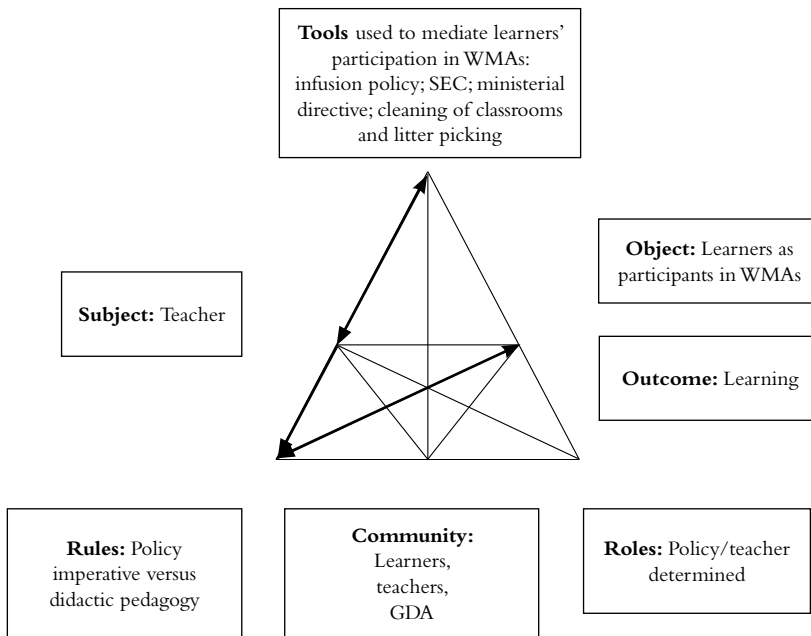 Tools used to mediate learners’
participation in WMAs:
infusion policy; SEC; ministerial
directive; cleaning of classrooms
and litter picking
Subject: Teacher
Object: Learners as
participants in WMAs
Outcome: Learning
Rules: Policy
imperative versus
didactic pedagogy
Community:
Learners,
teachers,
GDA
Roles: Policy/teacher
determined